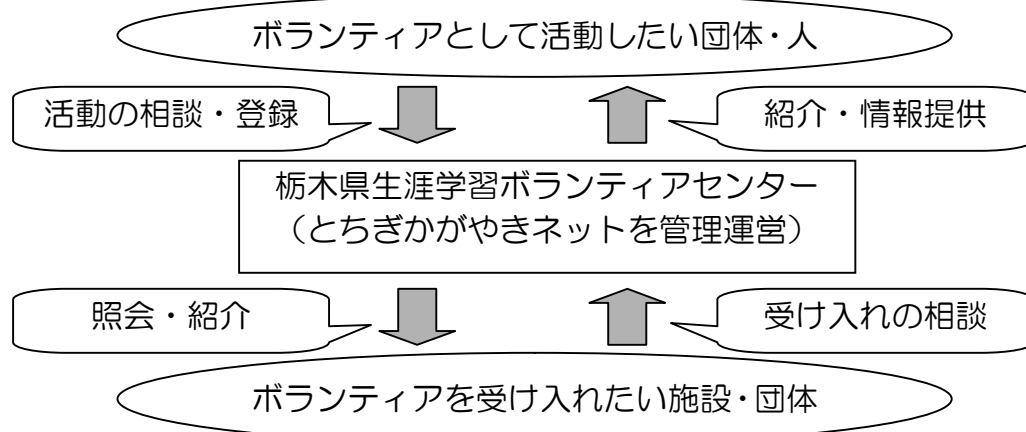 ボランティアとして活動したい団体・人
活動の相談・登録
紹介・情報提供
栃木県生涯学習ボランティアセンター
（とちぎかがやきネットを管理運営）
照会・紹介
受け入れの相談
ボランティアを受け入れたい施設・団体